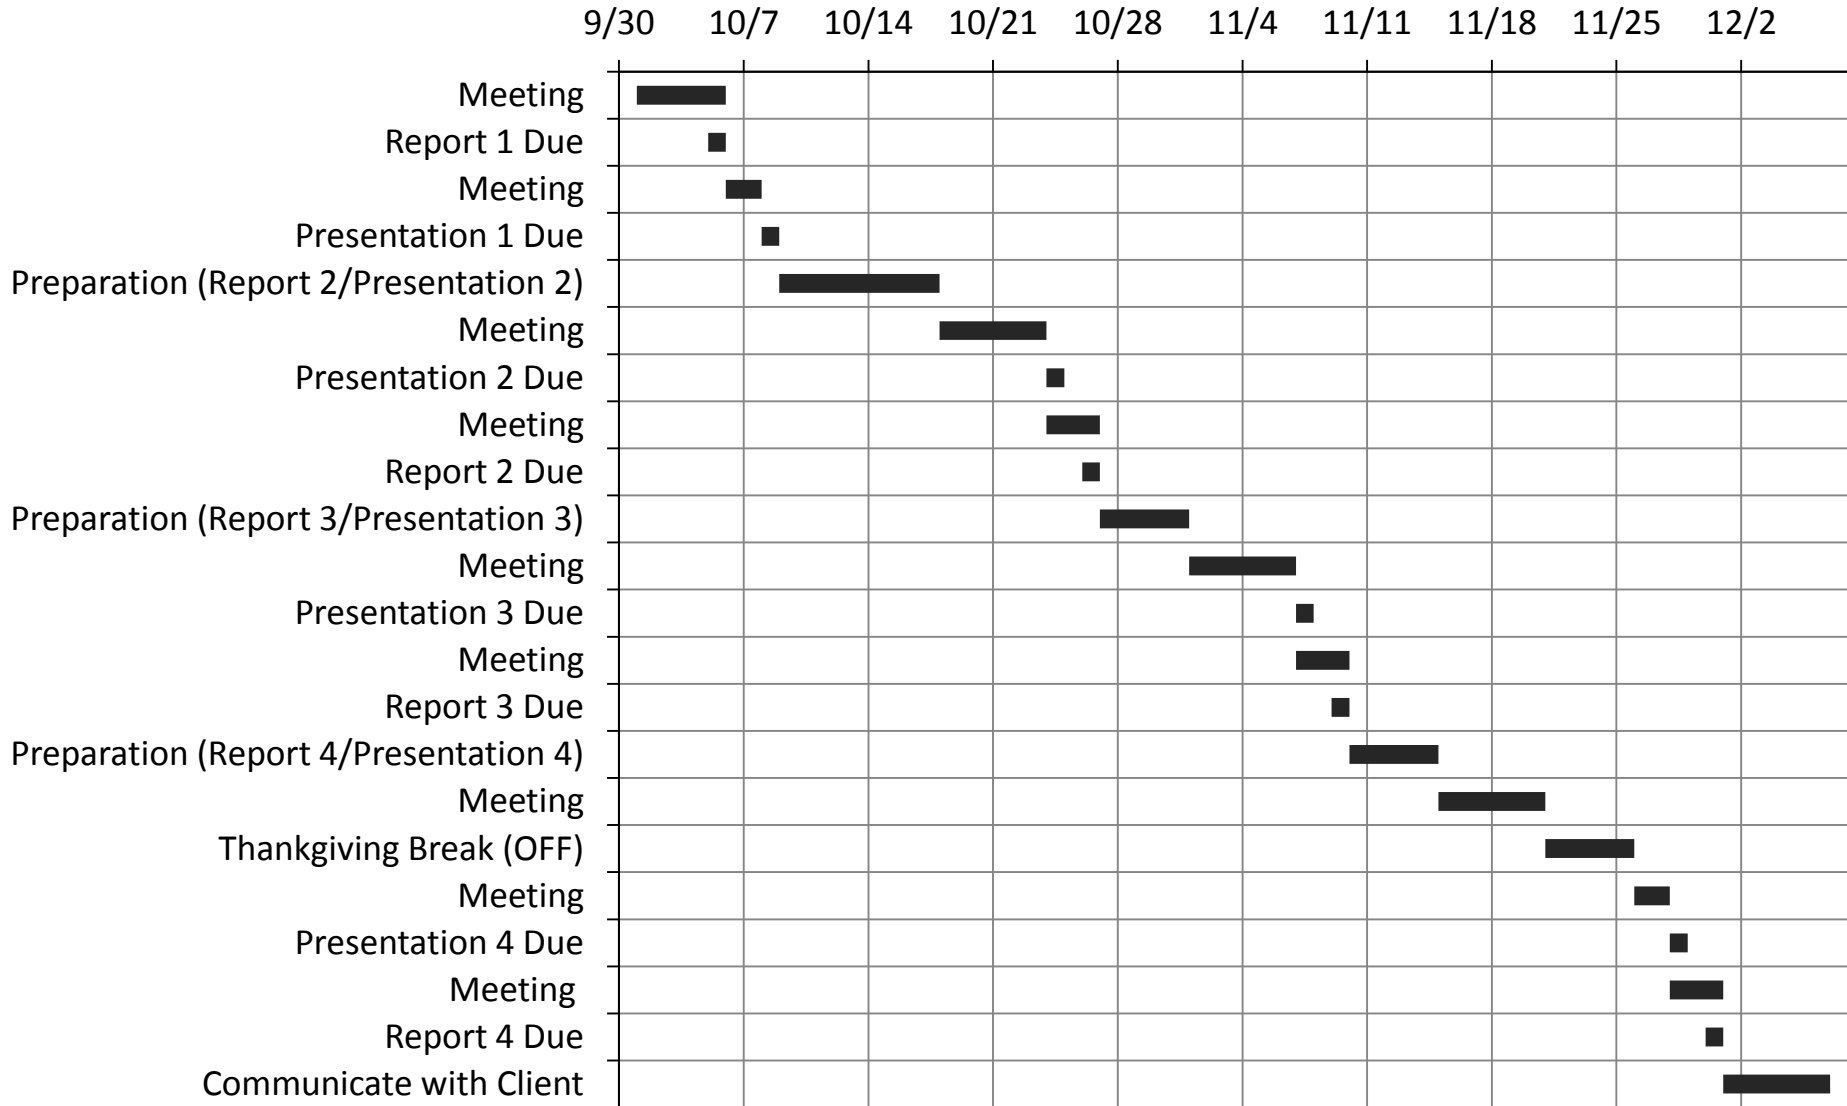 9/30 10/7 10/14 10/21 10/28 11/4 11/11 11/18 11/25 12/2
Meeting
Report 1 Due
Meeting
Presentation 1 Due
Preparation (Report 2/Presentation 2)
Meeting
Presentation 2 Due
Meeting
Report 2 Due
Preparation (Report 3/Presentation 3)
Meeting
Presentation 3 Due
Meeting
Report 3 Due
Preparation (Report 4/Presentation 4)
Meeting
Thankgiving Break (OFF)
Meeting
Presentation 4 Due
Meeting
Report 4 Due
Communicate with Client